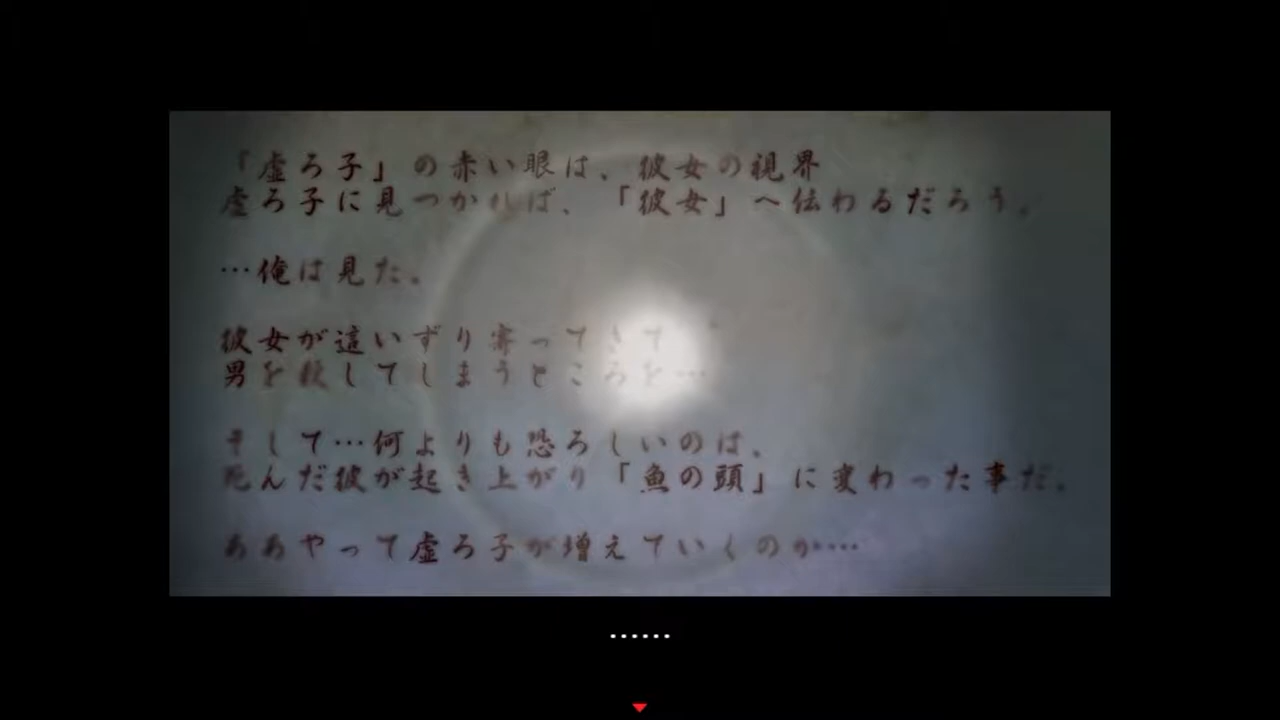 「虚ろ子」の赤い眼は、彼女の視界
虚ろ子に見つかれば、「彼女」へ伝わるだろう。
…俺は見た。
彼女が這いずり寄ってきて
男を殺してしまうところを…
そして…何よりも恐ろしいのは、
死んだ彼が起き上がり「魚の頭」に変わった事だ。
ああやって虚ろ子が増えていくのか……
……